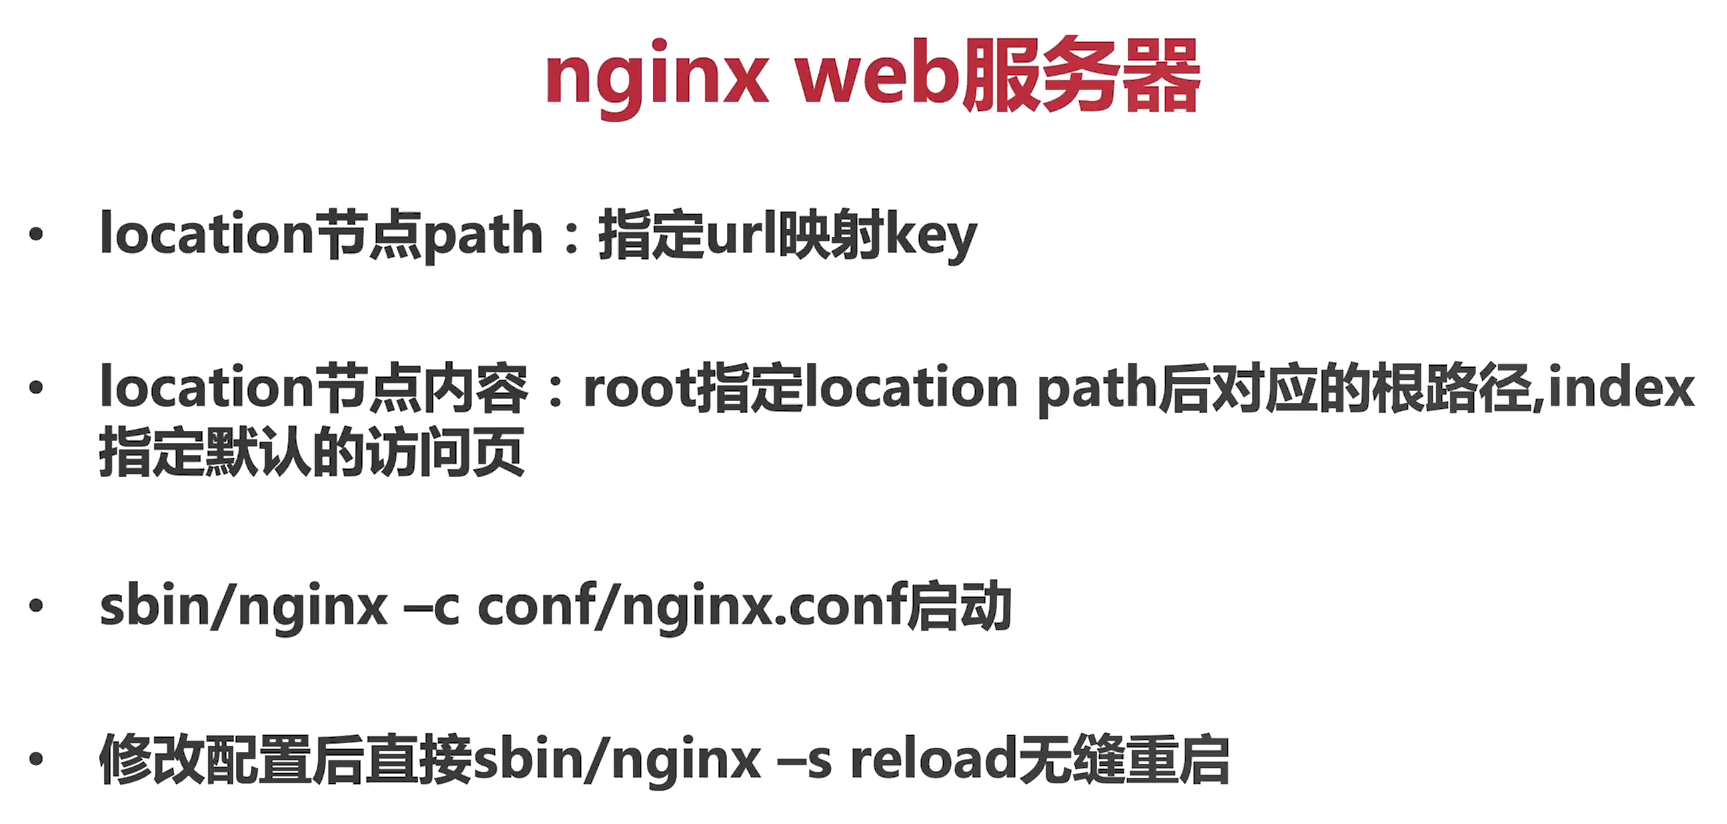 nginx web服务器
• location节点path：指定url映射key
• location节点内容：root指定location path后对应的根路径,index
指定默认的访问页
• sbin/nginx –c conf/nginx.conf启动
• 修改配置后直接sbin/nginx –s reload无缝重启